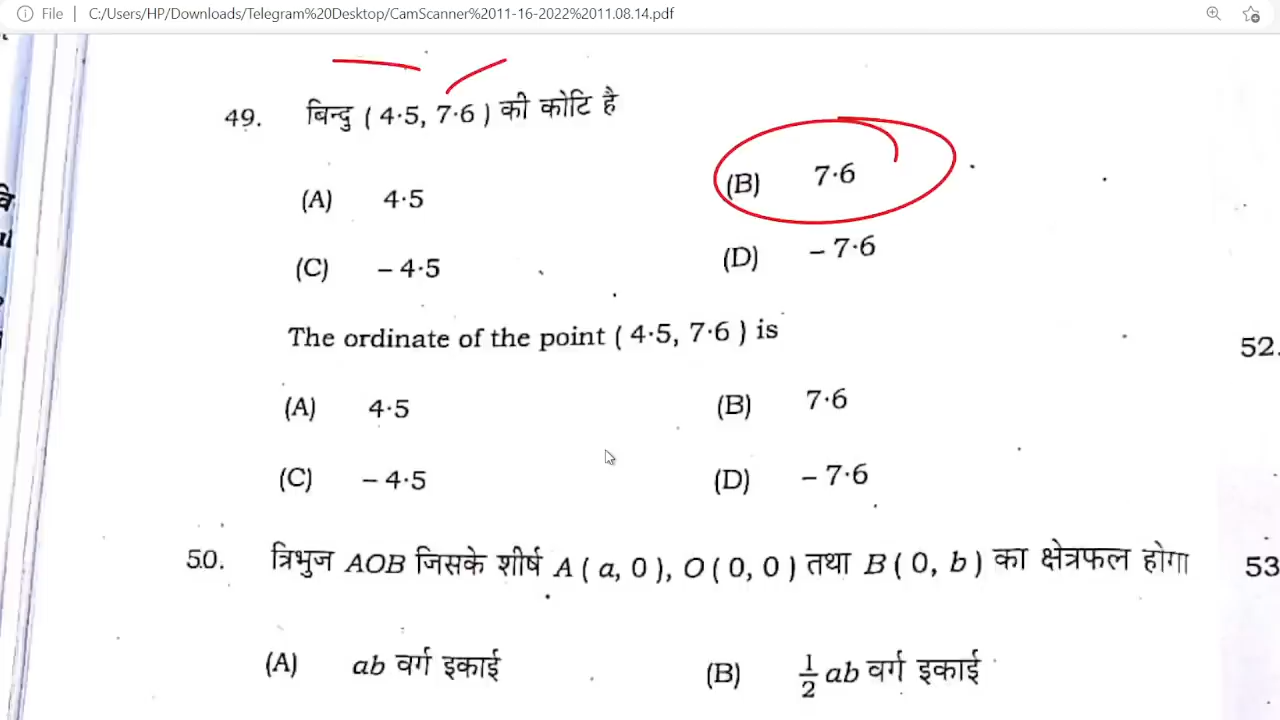 File | C:/Users/HP/Downloads/Telegram%20Desktop/CamScanner%2011-16-2022%2011.08.14.pdf
49. बिन्दु ( 4·5, 7·6 ) की कोटि है
(A) 4·5 (B) 7·6
(C) – 4·5 (D) – 7·6
The ordinate of the point ( 4·5, 7·6 ) is
52.
(A) 4·5 (B) 7·6
(C) – 4·5 (D) – 7·6
50. त्रिभुज AOB जिसके शीर्ष A ( a, 0 ), O ( 0, 0 ) तथा B ( 0, b ) का क्षेत्रफल होगा
53
(A) ab वर्ग इकाई (B) 1/2 ab वर्ग इकाई